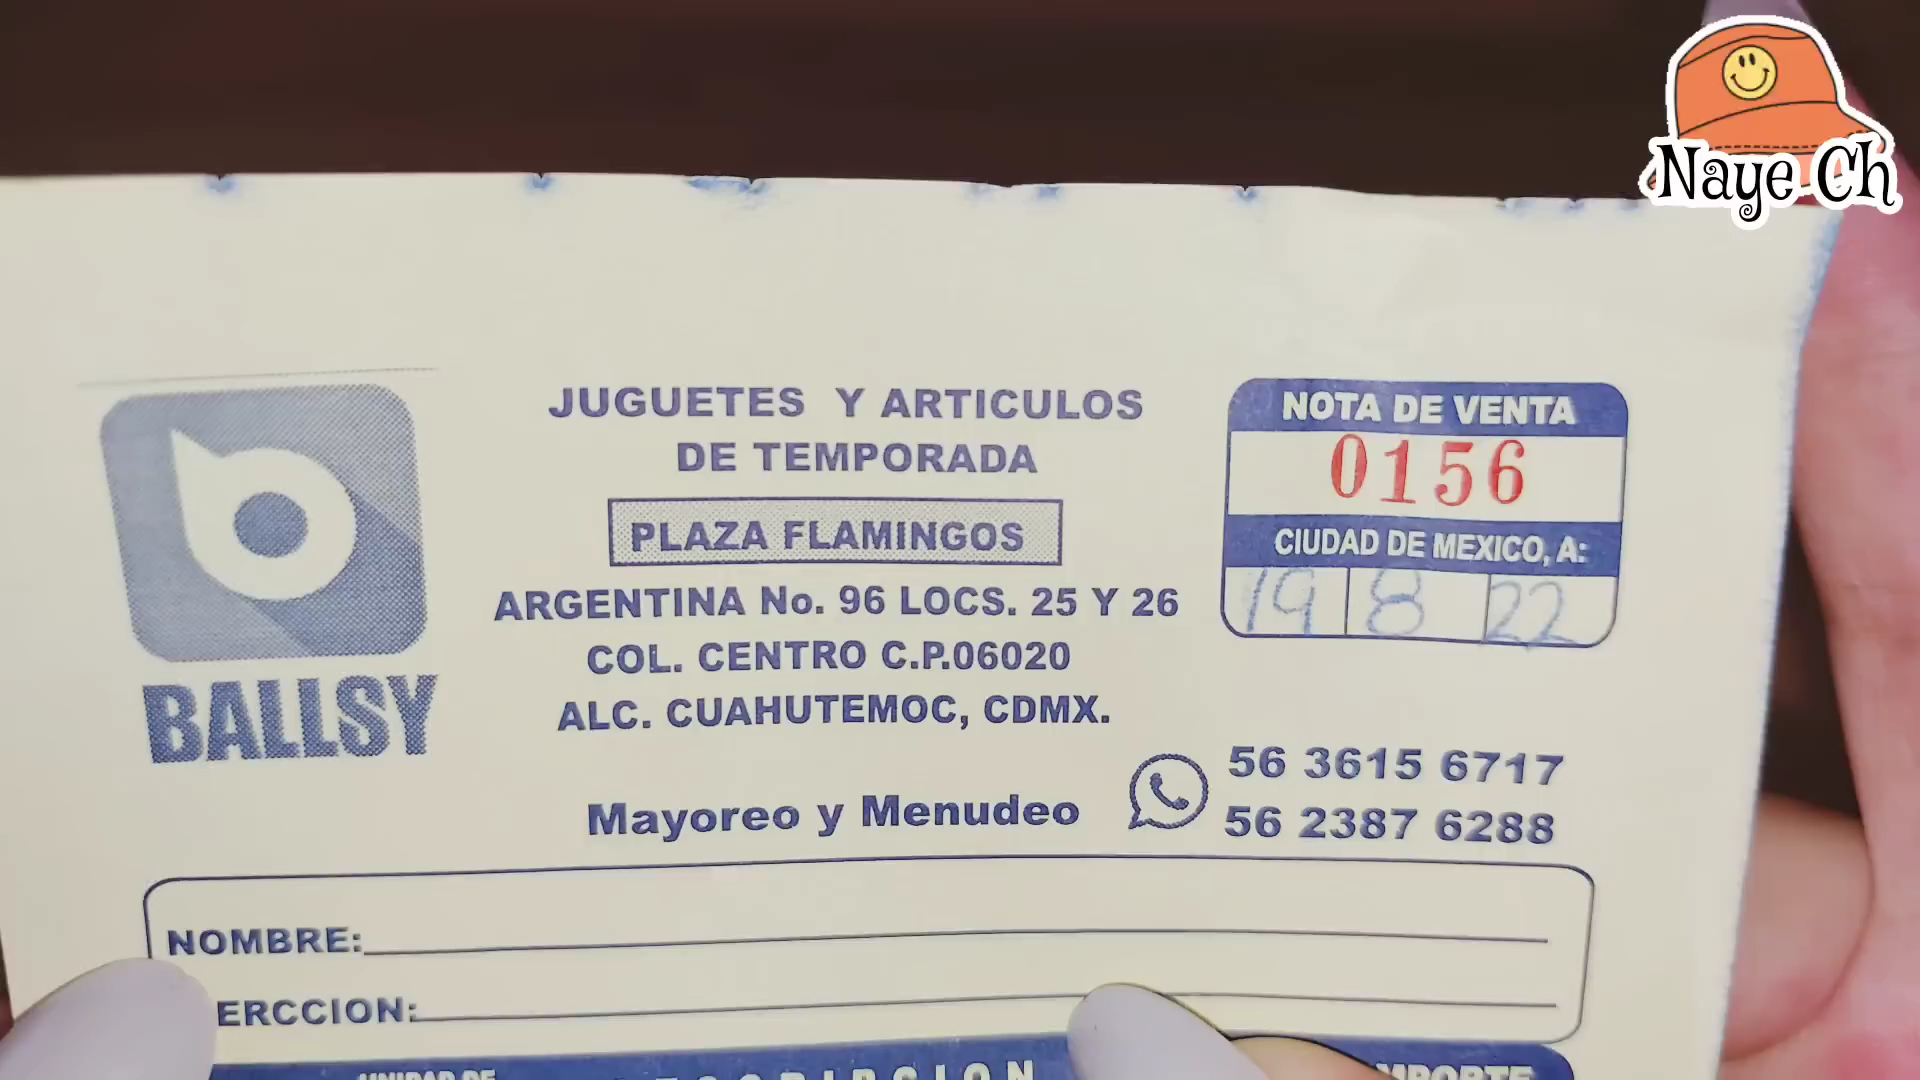 Naye Ch
JUGUETES Y ARTICULOS
DE TEMPORADA
PLAZA FLAMINGOS
ARGENTINA No. 96 LOCS. 25 Y 26
COL. CENTRO C.P.06020
ALC. CUAHUTEMOC, CDMX.
Mayoreo y Menudeo
BALLSY
NOTA DE VENTA
0156
CIUDAD DE MEXICO, A:
19 8 22
56 3615 6717
56 2387 6288
NOMBRE:
ERCCION:
UNIDAD DE